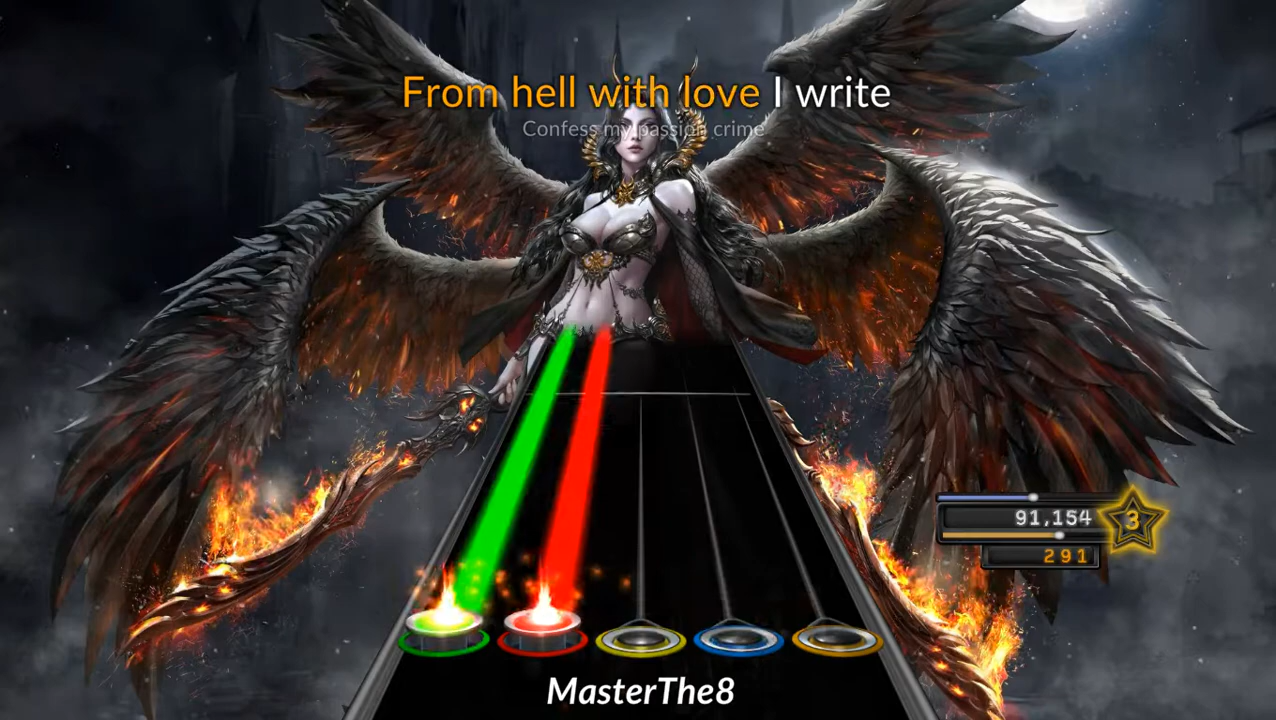 From hell with love I write
Confess my passion crime
91,154
3
291
MasterThe8